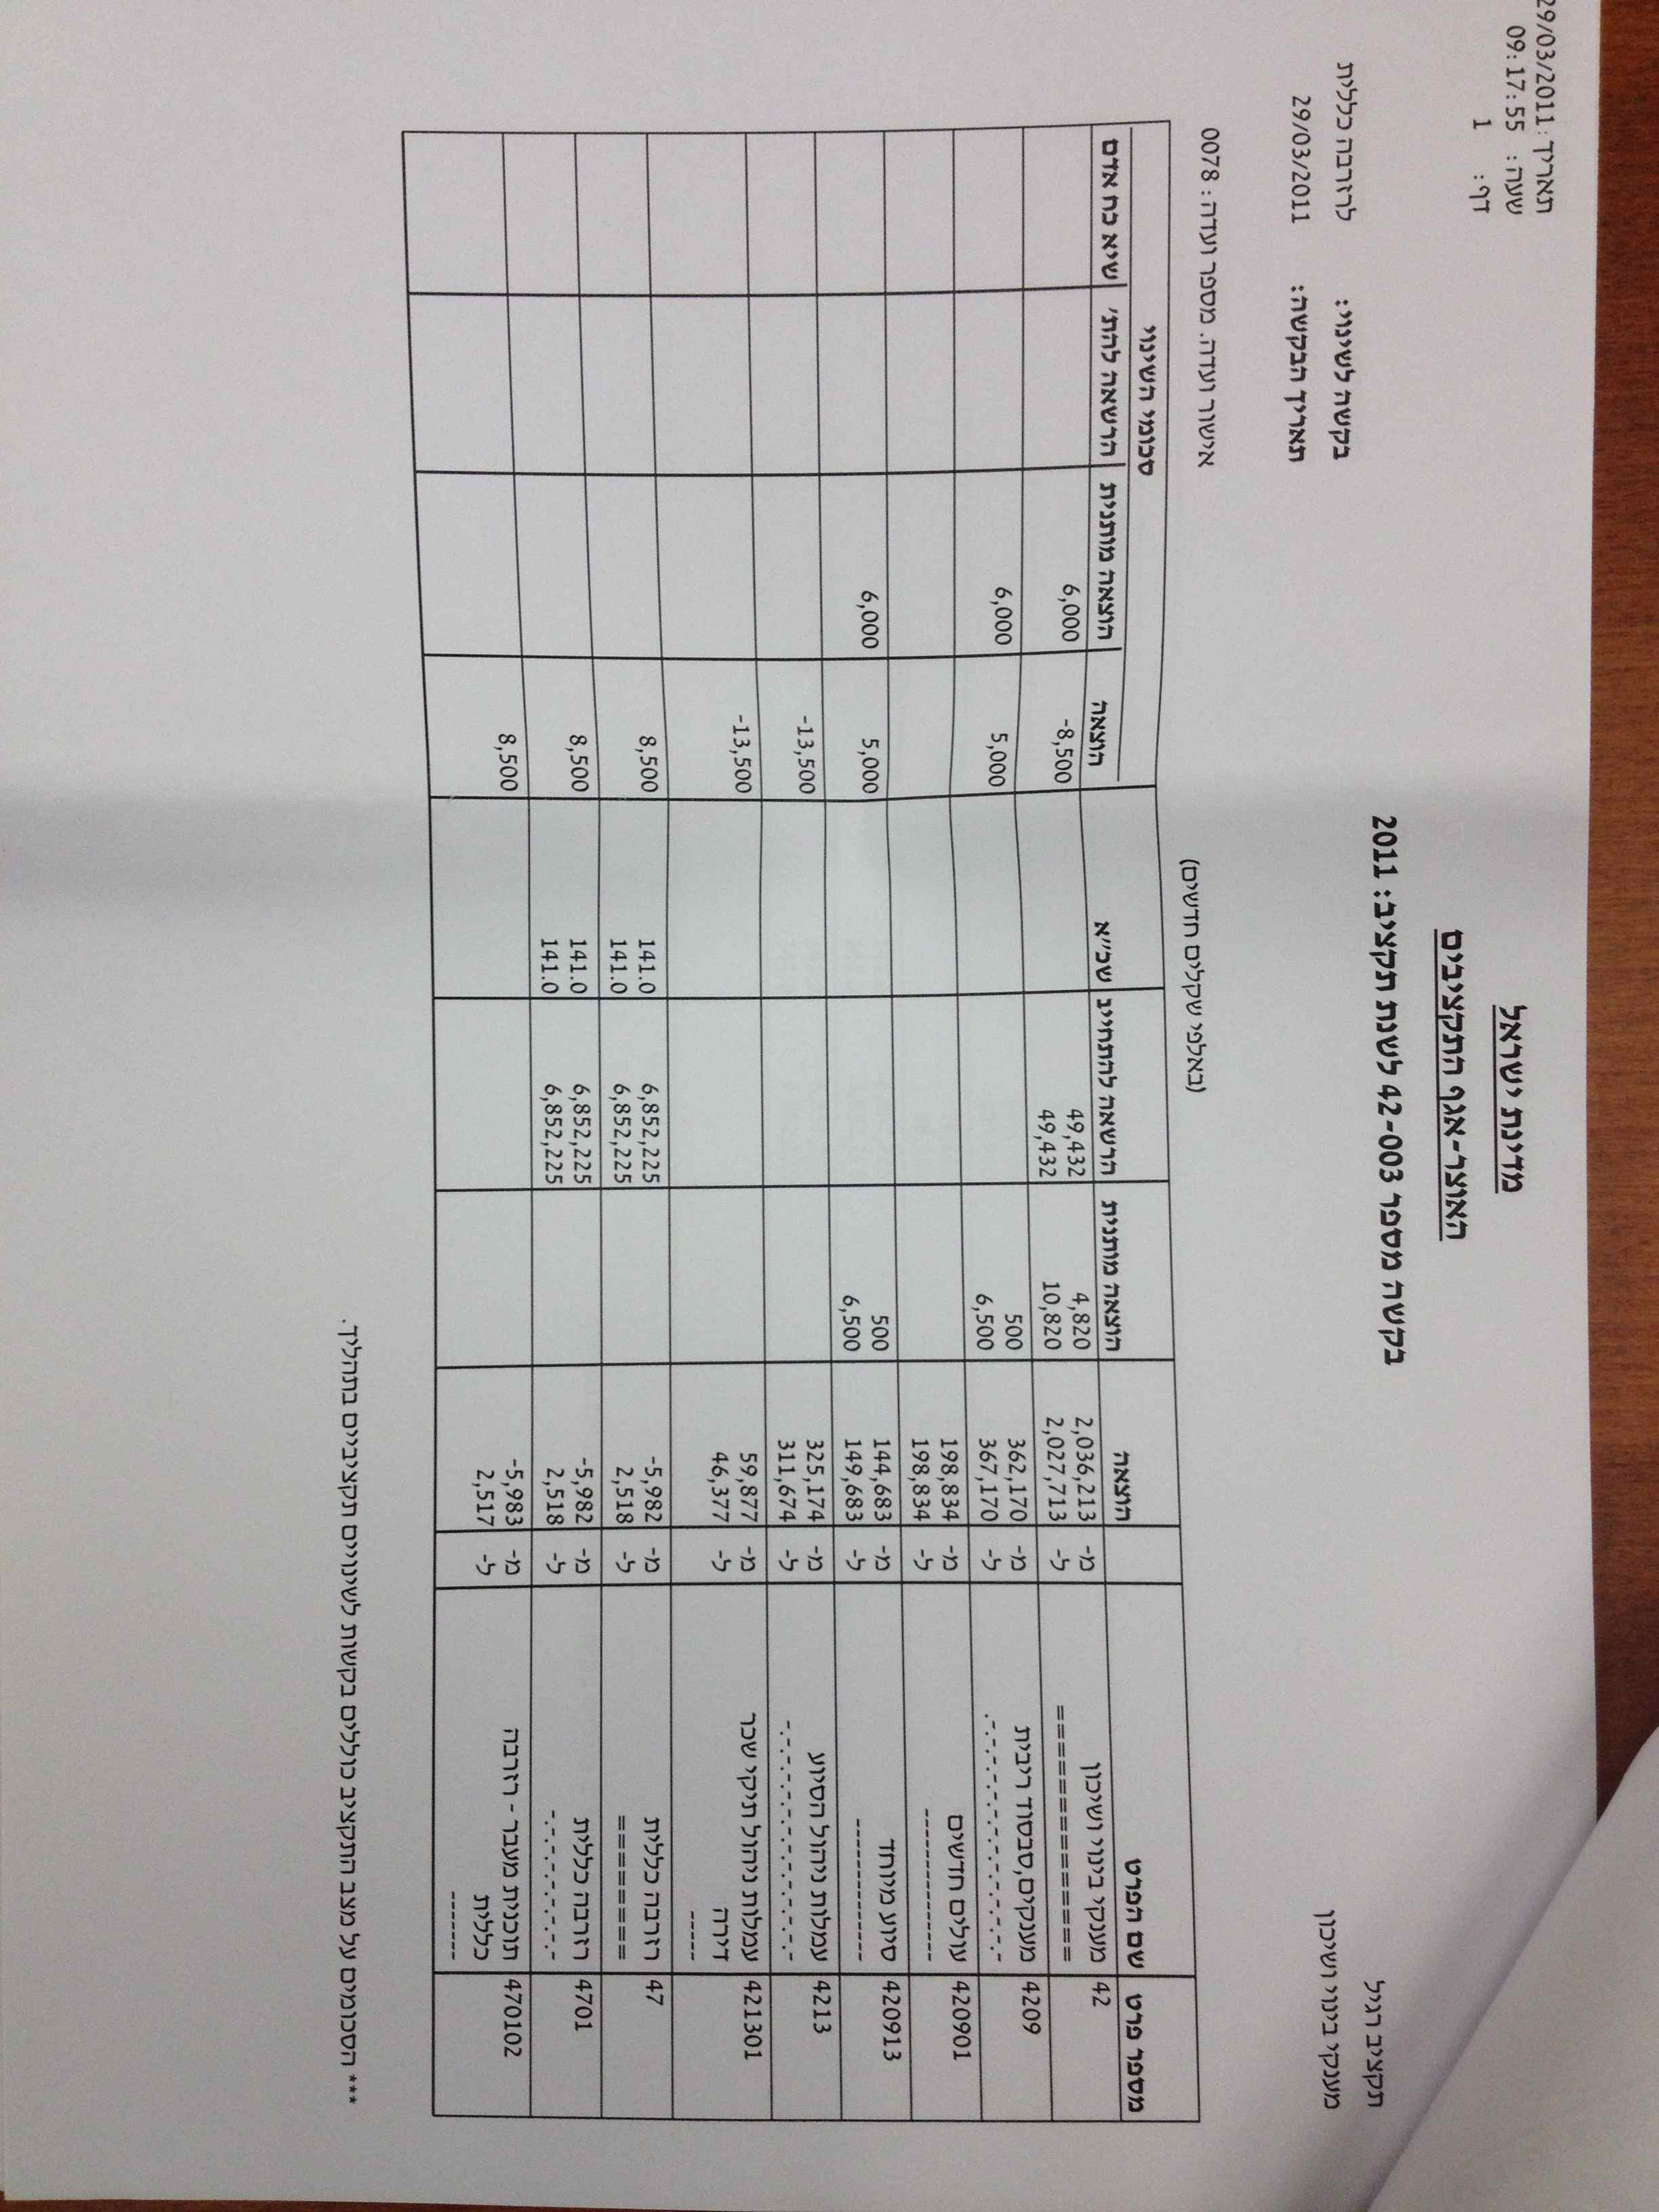 מדינת ישראל
האוצר-אגף התקציבים
בקשה מספר 42-003 לשנת תקציב: 2011
תאריך: 29/03/2011
שעה: 09:17:55
דף: 1
תקציב רגיל
מענקי בינוי ושיכון
בקשה לשינוי: לרזרבה כללית
תאריך הבקשה: 29/03/2011
(באלפי שקלים חדשים)
אישור ועדה. מספר ועדה: 0078
סכומי השינוי
מספר פרט שם הפרט הוצאה הוצאה מותנית הרשאה להתחייב שכ"א הוצאה הוצאה מותנית הרשאה להת' שיא כח אדם
42 מענקי בינוי ושיכון מ- 2,036,213 4,820 49,432 -8,500 6,000
============== ל- 2,027,713 10,820 49,432
4209 מענקים,סבסוד ריבית מ- 362,170 500 5,000 6,000
.-.-.-.-.-.-.-.-.-.- ל- 367,170 6,500
420901 עולים חדשים מ- 198,834
-------------- ל- 198,834
420913 סיוע מיוחד מ- 144,683 500 5,000 6,000
------------- ל- 149,683 6,500
4213 עמלות ניהול הסיוע מ- 325,174 -13,500
-.-.-.-.-.-.-.-.-.- ל- 311,674
421301 עמלות ניהול תיקי שכר מ- 59,877 -13,500
דירה ל- 46,377
-----
47 רזרבה כללית מ- -5,982 6,852,225 141.0 8,500
======== ל- 2,518 6,852,225 141.0
4701 רזרבה כללית מ- -5,982 6,852,225 141.0 8,500
-.-.-.-.-.-.- ל- 2,518 6,852,225 141.0
470102 תוכנית מעבר - רזרבה מ- -5,983 8,500
כללית ל- 2,517
-------
*** הסכומים על מצב התקציב כוללים בקשות לשינויים תקציביים בתהליך.